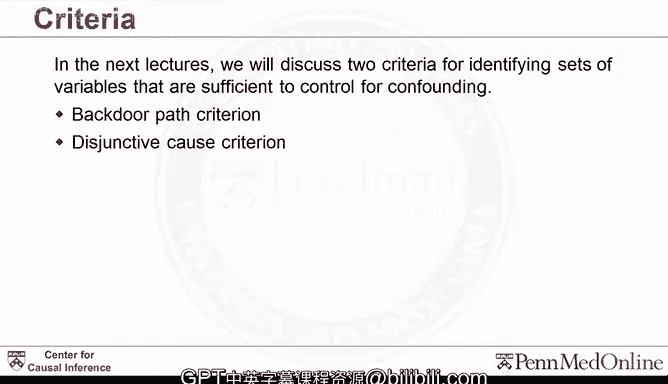 Criteria
In the next lectures, we will discuss two criteria for identifying sets of
variables that are sufficient to control for confounding.
Backdoor path criterion
Disjunctive cause criterion
Center for
Causal Inference
PennMedOnline
GPT中英字幕课程资源@bilibili.com